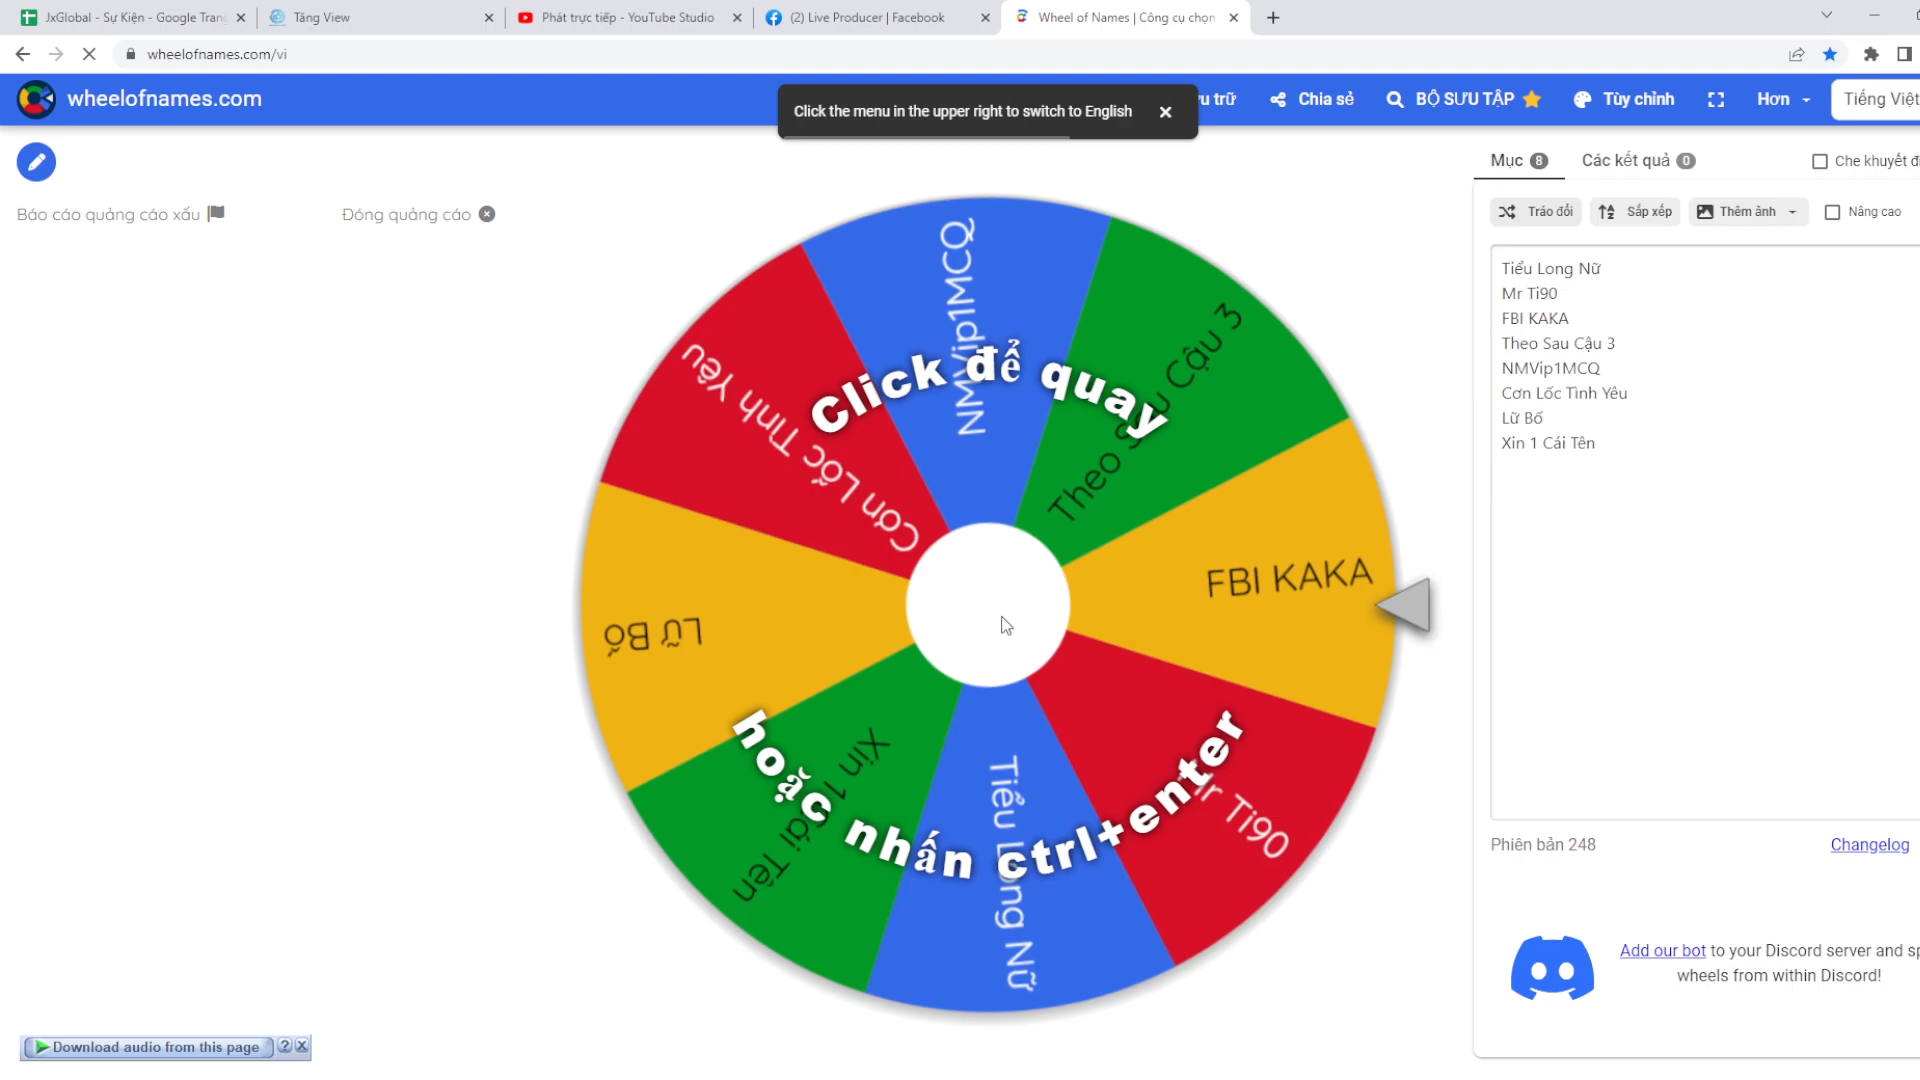 JxGlobal - Sự Kiện - Google Tran
Tăng View
Phát trực tiếp - YouTube Studio
(2) Live Producer | Facebook
Wheel of Names | Công cụ chọn
wheelofnames.com/vi
wheelofnames.com
Click the menu in the upper right to switch to English
trữ
Chia sẻ
BỘ SƯU TẬP
Tùy chỉnh
Hơn
Tiếng Việt
Mục 8
Các kết quả 0
Che khuyết
Báo cáo quảng cáo xấu
Đóng quảng cáo
Tráo đổi
Sắp xếp
Thêm ảnh
Nâng cao
Tiểu Long Nữ
Mr Ti90
FBI KAKA
Theo Sau Cậu 3
NMVip1MCQ
Cơn Lốc Tình Yêu
Lữ Bố
Xin 1 Cái Tên
NMVip1MCQ
Theo Sau Cậu 3
Cơn Lốc Tình Yêu
Click để quay
FBI KAKA
Lữ Bố
Xin 1 Cái Tên
Tiểu Long Nữ
Mr Ti90
hoặc nhấn ctrl+enter
Phiên bản 248
Changelog
Add our bot to your Discord server and sp
wheels from within Discord!
Download audio from this page